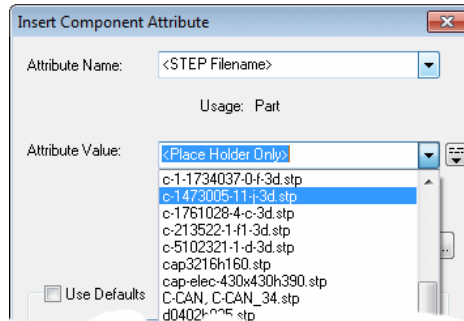 Insert Component Attribute
Attribute Name: <STEP Filename>
Usage: Part
Attribute Value: <Place Holder Only>
c-1-1734037-0-f-3d.stp
c-1473005-11-j-3d.stp
c-1761028-4-c-3d.stp
c-213522-1-f1-3d.stp
c-5102321-1-d-3d.stp
cap3216h160.stp
cap-elec-430x430h390.stp
Use Defaults C-CAN, C-CAN_34.stp